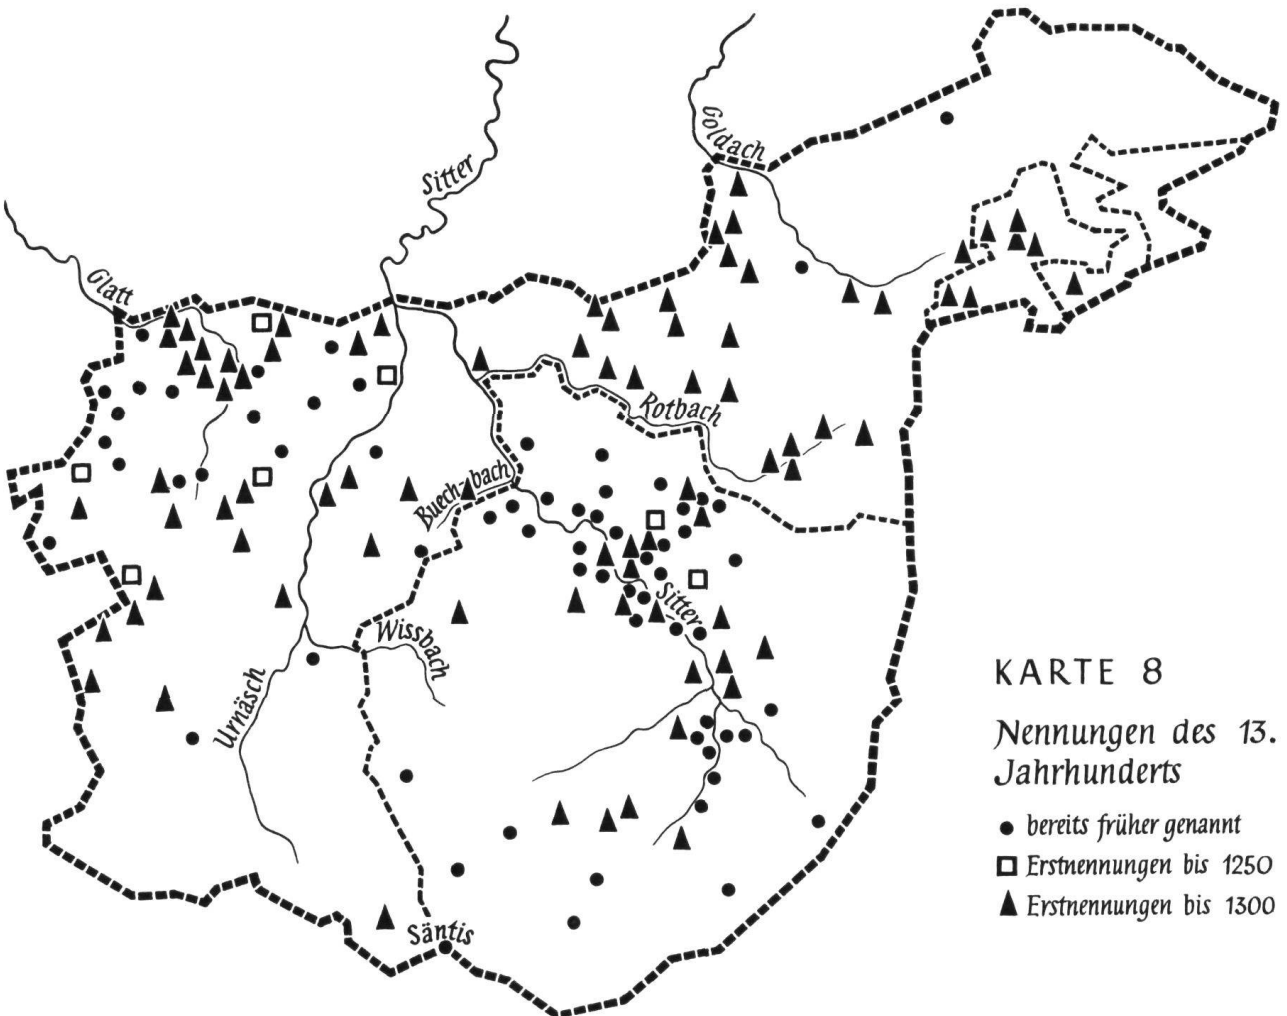 Goldach
Sitter
Glatt
Rotbach
Buech-bach
Sitter
Wissbach
Urnäsch
Säntis
KARTE 8
Nennungen des 13.
Jahrhunderts
bereits früher genannt
Erstnennungen bis 1250
Erstnennungen bis 1300